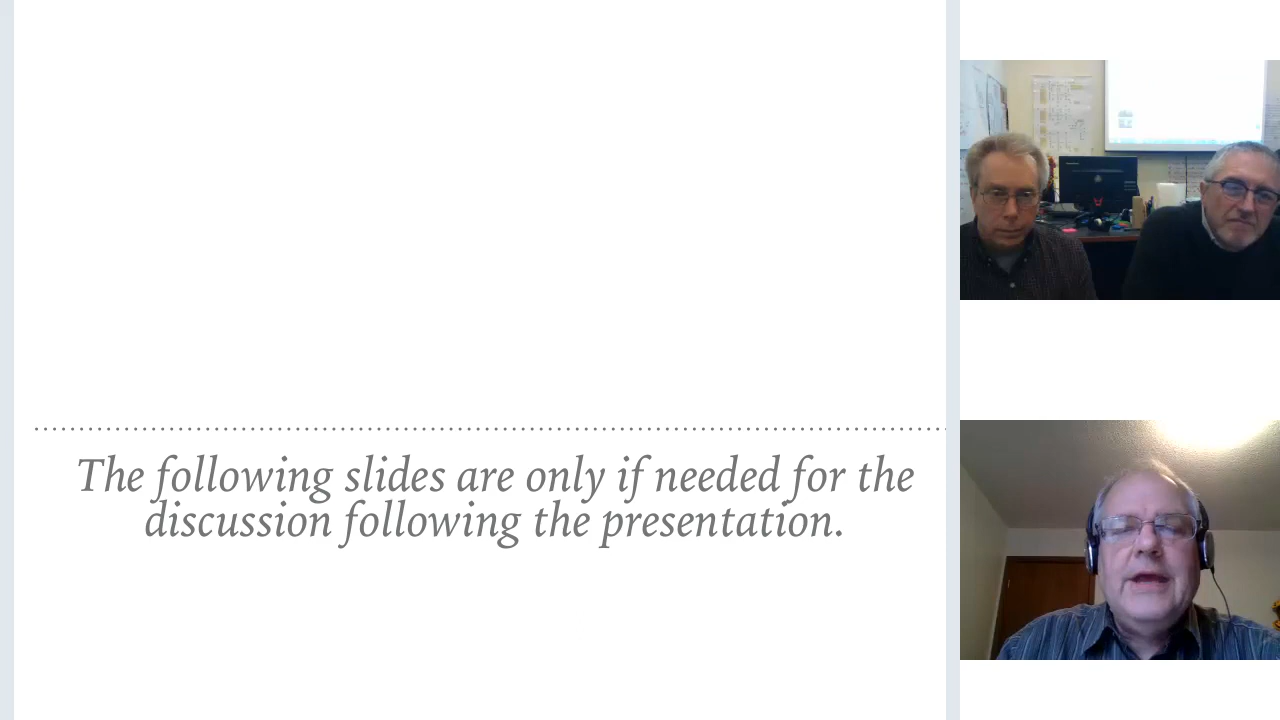 The following slides are only if needed for the
discussion following the presentation.